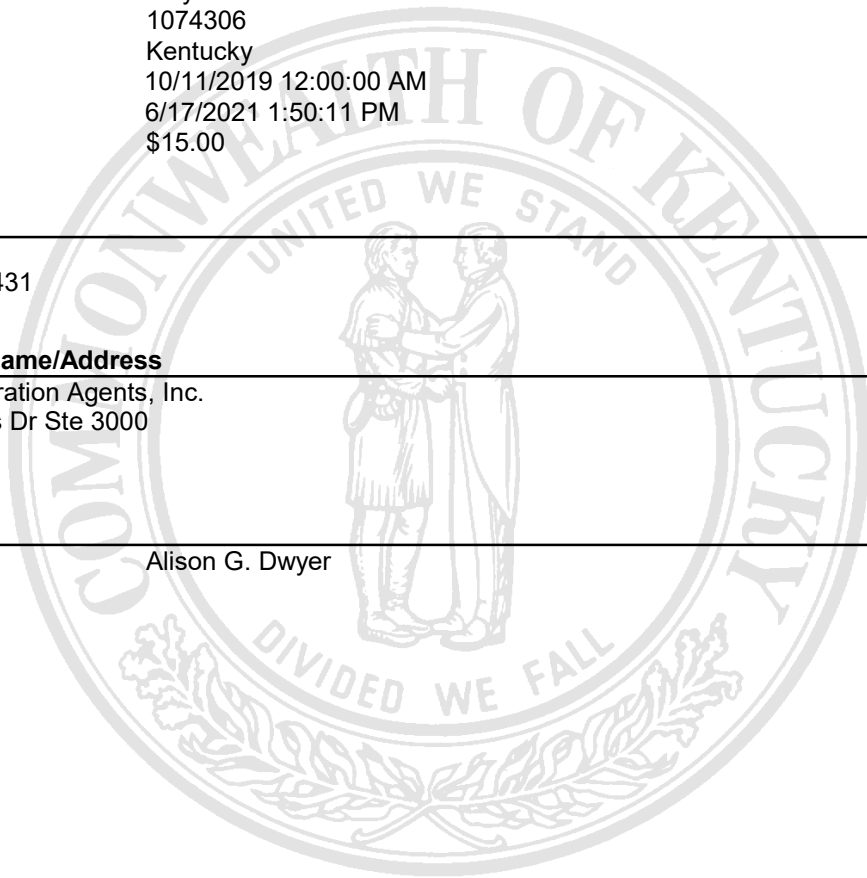 1074306
Kentucky
10/11/2019 12:00:00 AM
6/17/2021 1:50:11 PM
$15.00
COMMONWEALTH OF KENTUCKY
UNITED WE STAND
431
ame/Address
ration Agents, Inc.
s Dr Ste 3000
Alison G. Dwyer
DIVIDED WE FALL